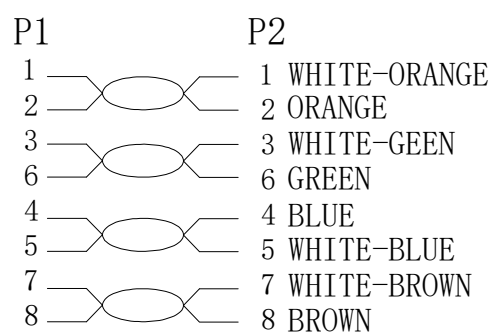 P1 P2
1 1 WHITE-ORANGE
2 2 ORANGE
3 3 WHITE-GEEN
6 6 GREEN
4 4 BLUE
5 5 WHITE-BLUE
7 7 WHITE-BROWN
8 8 BROWN